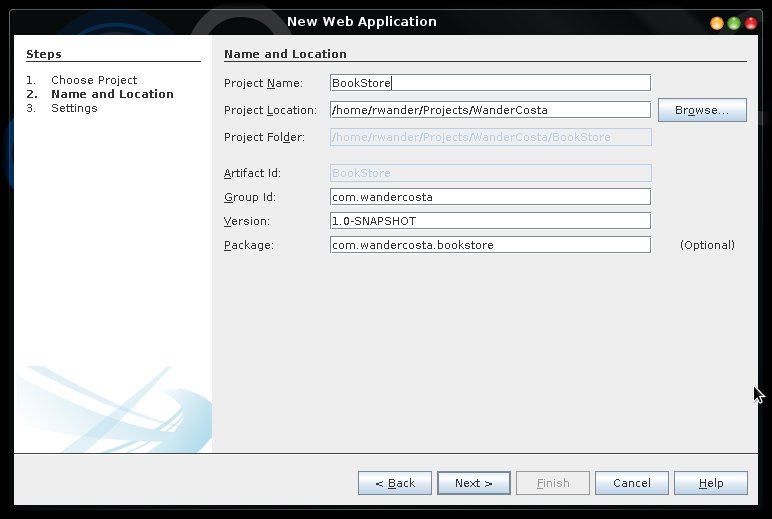 New Web Application
Steps
1. Choose Project
2. Name and Location
3. Settings
Name and Location
Project Name: BookStore
Project Location: /home/rwander/Projects/WanderCosta Browse...
Project Folder: /home/rwander/Projects/WanderCosta/BookStore
Artifact Id: BookStore
Group Id: com.wandercosta
Version: 1.0-SNAPSHOT
Package: com.wandercosta.bookstore (Optional)
< Back Next > Finish Cancel Help